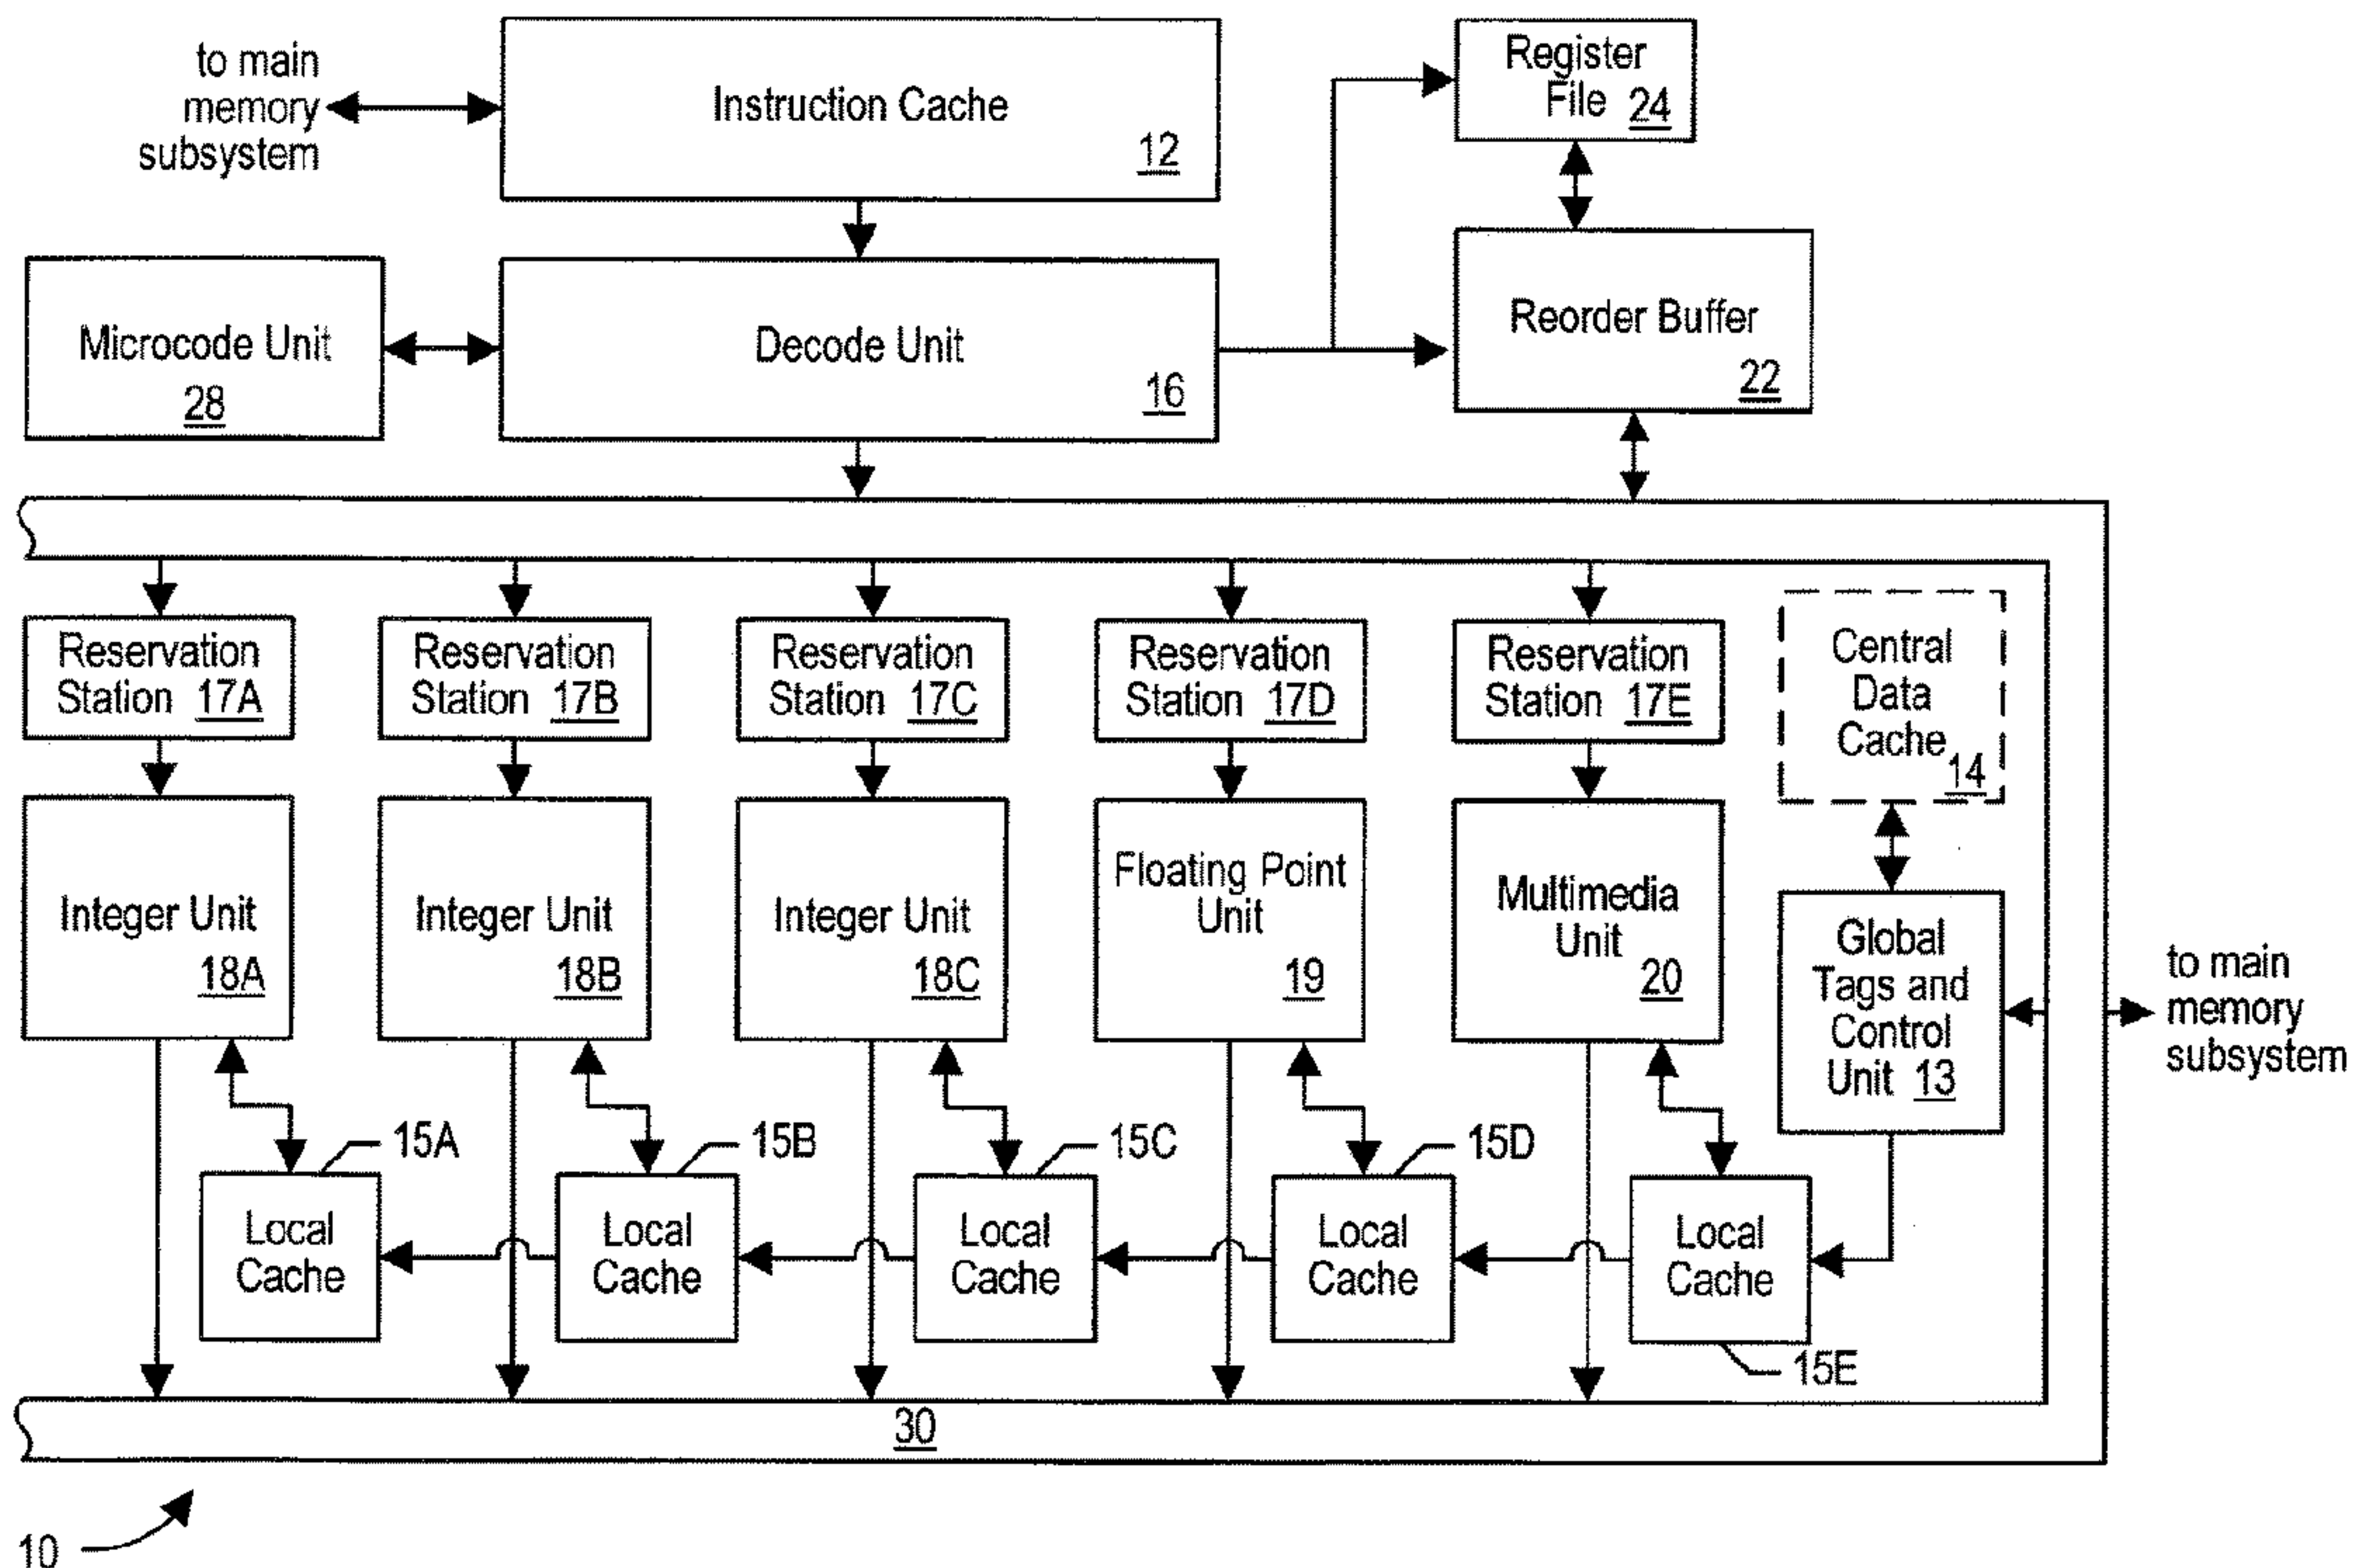 to main
memory
subsystem
Instruction Cache
12
Register
File 24
Microcode Unit
28
Decode Unit
16
Reorder Buffer
22
Reservation
Station 17A
Reservation
Station 17B
Reservation
Station 17C
Reservation
Station 17D
Reservation
Station 17E
Central
Data
Cache
14
Integer Unit
18A
Integer Unit
18B
Integer Unit
18C
Floating Point
Unit
19
Multimedia
Unit
20
Global
Tags and
Control
Unit 13
to main
memory
subsystem
15A
15B
15C
15D
Local
Cache
Local
Cache
Local
Cache
Local
Cache
Local
Cache
15E
30
10